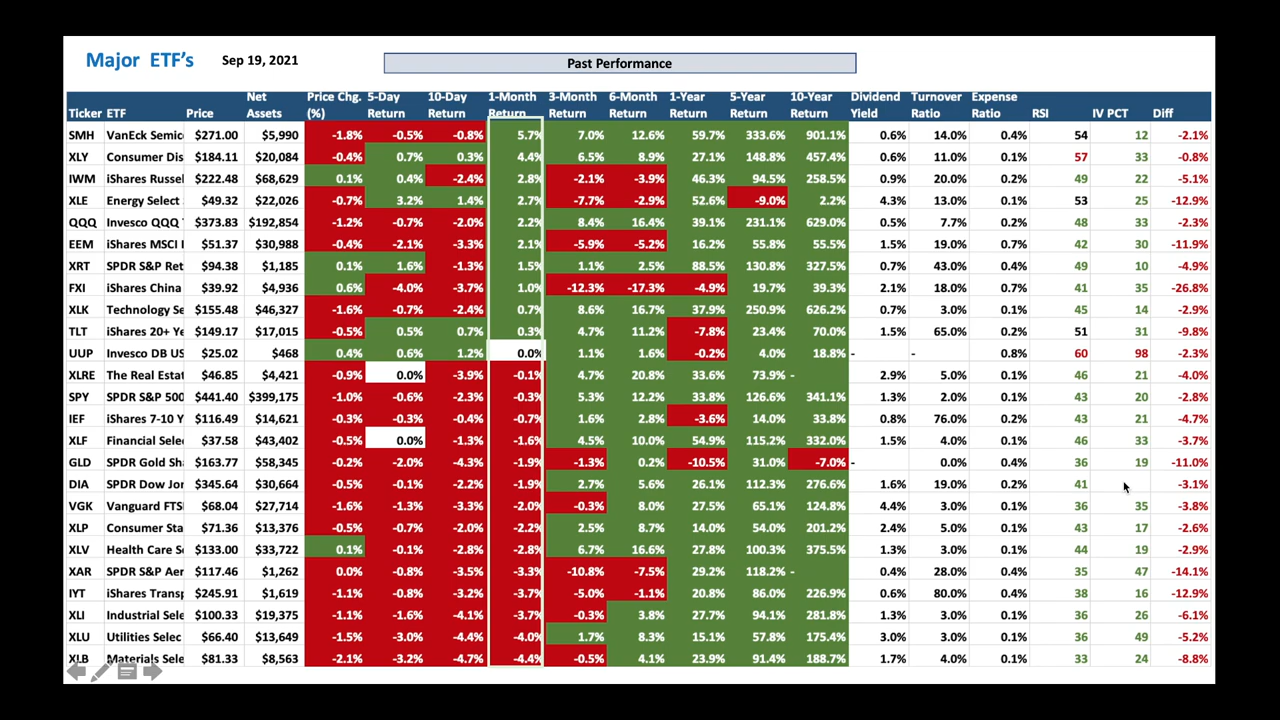 Major ETF's Sep 19, 2021 Past Performance
Net Price Chg. 5-Day 10-Day 1-Month 3-Month 6-Month 1-Year 5-Year 10-Year Dividend Turnover Expense
Ticker ETF Price Assets (%) Return Return Return Return Return Return Return Return Yield Ratio Ratio RSI IV PCT Diff
SMH VanEck Semic $271.00 $5,990 -1.8% -0.5% -0.8% 5.7% 7.0% 12.6% 59.7% 333.6% 901.1% 0.6% 14.0% 0.4% 54 12 -2.1%
XLY Consumer Dis $184.11 $20,084 -0.4% 0.7% 0.3% 4.4% 6.5% 8.9% 27.1% 148.8% 457.4% 0.6% 11.0% 0.1% 57 33 -0.8%
IWM iShares Russel $222.48 $68,629 0.1% 0.4% -2.4% 2.8% -2.1% -3.9% 46.3% 94.5% 258.5% 0.9% 20.0% 0.2% 49 22 -5.1%
XLE Energy Select $49.32 $22,026 -0.7% 3.2% 1.4% 2.7% -7.7% -2.9% 52.6% -9.0% 2.2% 4.3% 13.0% 0.1% 53 25 -12.9%
QQQ Invesco QQQ $373.83 $192,854 -1.2% -0.7% -2.0% 2.2% 8.4% 16.4% 39.1% 231.1% 629.0% 0.5% 7.7% 0.2% 48 33 -2.3%
EEM iShares MSCI I $51.37 $30,988 -0.4% -2.1% -3.3% 2.1% -5.9% -5.2% 16.2% 55.8% 55.5% 1.5% 19.0% 0.7% 42 30 -11.9%
XRT SPDR S&P Ret $94.38 $1,185 0.1% 1.6% -1.3% 1.5% 1.1% 2.5% 88.5% 130.8% 327.5% 0.7% 43.0% 0.4% 49 10 -4.9%
FXI iShares China $39.92 $4,936 0.6% -4.0% -3.7% 1.0% -12.3% -17.3% -4.9% 19.7% 39.3% 2.1% 18.0% 0.7% 41 35 -26.8%
XLK Technology Se $155.48 $46,327 -1.6% -0.7% -2.4% 0.7% 8.6% 16.7% 37.9% 250.9% 626.2% 0.7% 3.0% 0.1% 45 14 -2.9%
TLT iShares 20+ Ye $149.17 $17,015 -0.5% 0.5% 0.7% 0.3% 4.7% 11.2% -7.8% 23.4% 70.0% 1.5% 65.0% 0.2% 51 31 -9.8%
UUP Invesco DB US $25.02 $468 0.4% 0.6% 1.2% 0.0% 1.1% 1.6% -0.2% 4.0% 18.8% - - 0.8% 60 98 -2.3%
XLRE The Real Estat $46.85 $4,421 -0.9% 0.0% -3.9% -0.1% 4.7% 20.8% 33.6% 73.9% - 2.9% 5.0% 0.1% 46 21 -4.0%
SPY SPDR S&P 500 $441.40 $399,175 -1.0% -0.6% -2.3% -0.3% 5.3% 12.2% 33.8% 126.6% 341.1% 1.3% 2.0% 0.1% 43 20 -2.8%
IEF iShares 7-10 Y $116.49 $14,621 -0.3% -0.3% -0.4% -0.7% 1.6% 2.8% -3.6% 14.0% 33.8% 0.8% 76.0% 0.2% 43 21 -4.7%
XLF Financial Selec $37.58 $43,402 -0.5% 0.0% -1.3% -1.6% 4.5% 10.0% 54.9% 115.2% 332.0% 1.5% 4.0% 0.1% 46 33 -3.7%
GLD SPDR Gold Sh $163.77 $58,345 -0.2% -2.0% -4.3% -1.9% -1.3% 0.2% -10.5% 31.0% -7.0% - 0.0% 0.4% 36 19 -11.0%
DIA SPDR Dow Jor $345.64 $30,664 -0.5% -0.1% -2.2% -1.9% 2.7% 5.6% 26.1% 112.3% 276.6% 1.6% 19.0% 0.2% 41 -3.1%
VGK Vanguard FTS $68.04 $27,714 -1.6% -1.3% -3.3% -2.0% -0.3% 8.0% 27.5% 65.1% 124.8% 4.4% 3.0% 0.1% 36 35 -3.8%
XLP Consumer Sta $71.36 $13,376 -0.5% -0.7% -2.0% -2.2% 2.5% 8.7% 14.0% 54.0% 201.2% 2.4% 5.0% 0.1% 43 17 -2.6%
XLV Health Care Se $133.00 $33,722 0.1% -0.1% -2.8% -2.8% 6.7% 16.6% 27.8% 100.3% 375.5% 1.3% 3.0% 0.1% 44 19 -2.9%
XAR SPDR S&P Aer $117.46 $1,262 0.0% -0.8% -3.5% -3.3% -10.8% -7.5% 29.2% 118.2% - 0.4% 28.0% 0.4% 35 47 -14.1%
IYT iShares Transp $245.91 $1,619 -1.1% -0.8% -3.2% -3.7% -5.0% -1.1% 20.8% 86.0% 226.9% 0.6% 80.0% 0.4% 38 16 -12.9%
XLI Industrial Sele $100.33 $19,375 -1.1% -1.6% -4.1% -3.7% -0.3% 3.8% 27.7% 94.1% 281.8% 1.3% 3.0% 0.1% 36 26 -6.1%
XLU Utilities Selec $66.40 $13,649 -1.5% -3.0% -4.4% -4.0% 1.7% 8.3% 15.1% 57.8% 175.4% 3.0% 3.0% 0.1% 36 49 -5.2%
XLB Materials Sele $81.33 $8,563 -2.1% -3.2% -4.7% -4.4% -0.5% 4.1% 23.9% 91.4% 188.7% 1.7% 4.0% 0.1% 33 24 -8.8%